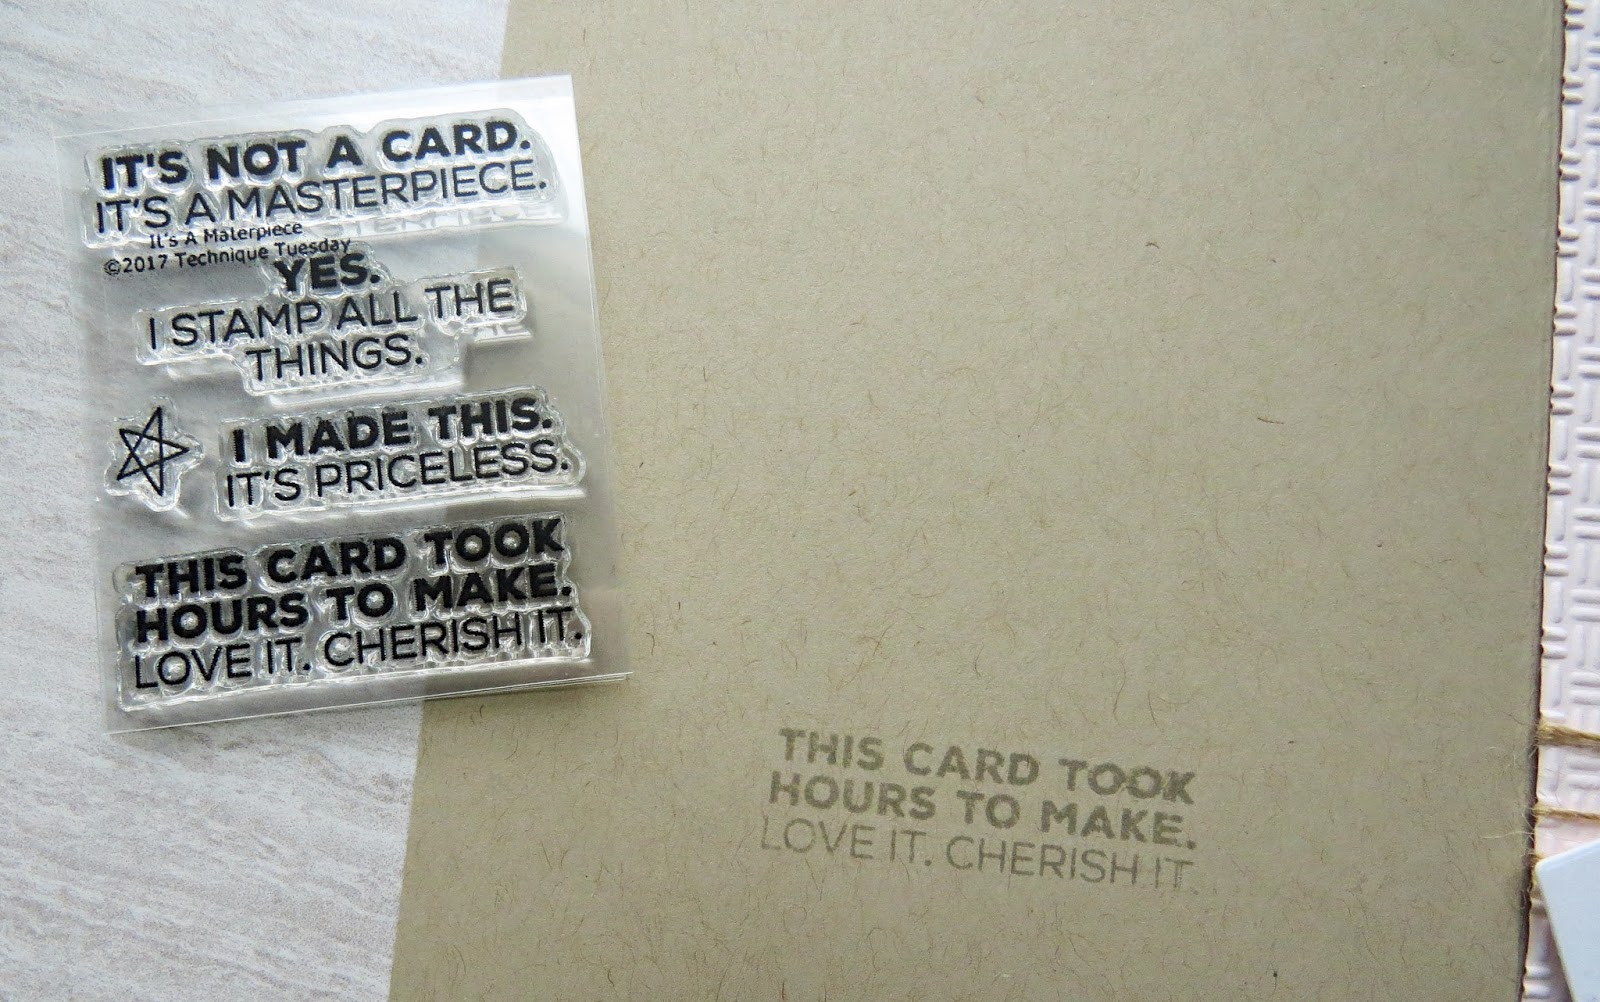 IT'S NOT A CARD.
IT'S A MASTERPIECE.
It's A Materpiece
©2017 Technique Tuesday
YES.
I STAMP ALL THE
THINGS.
I MADE THIS.
IT'S PRICELESS.
THIS CARD TOOK
HOURS TO MAKE.
LOVE IT. CHERISH IT.
THIS CARD TOOK
HOURS TO MAKE.
LOVE IT. CHERISH IT.